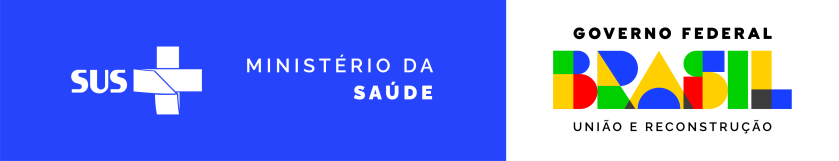 SUS
MINISTÉRIO DA
SAÚDE
GOVERNO FEDERAL
BRASIL
UNIÃO E RECONSTRUÇÃO